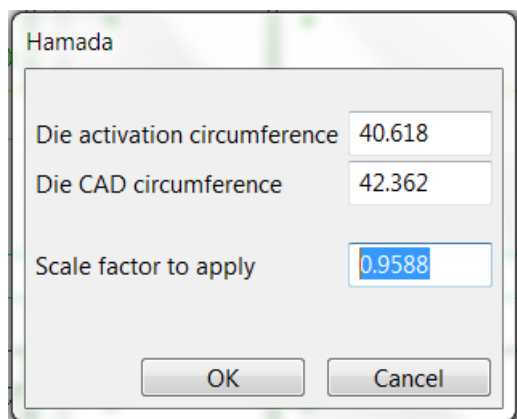 Hamada
Die activation circumference 40.618
Die CAD circumference 42.362
Scale factor to apply 0.9588
OK Cancel